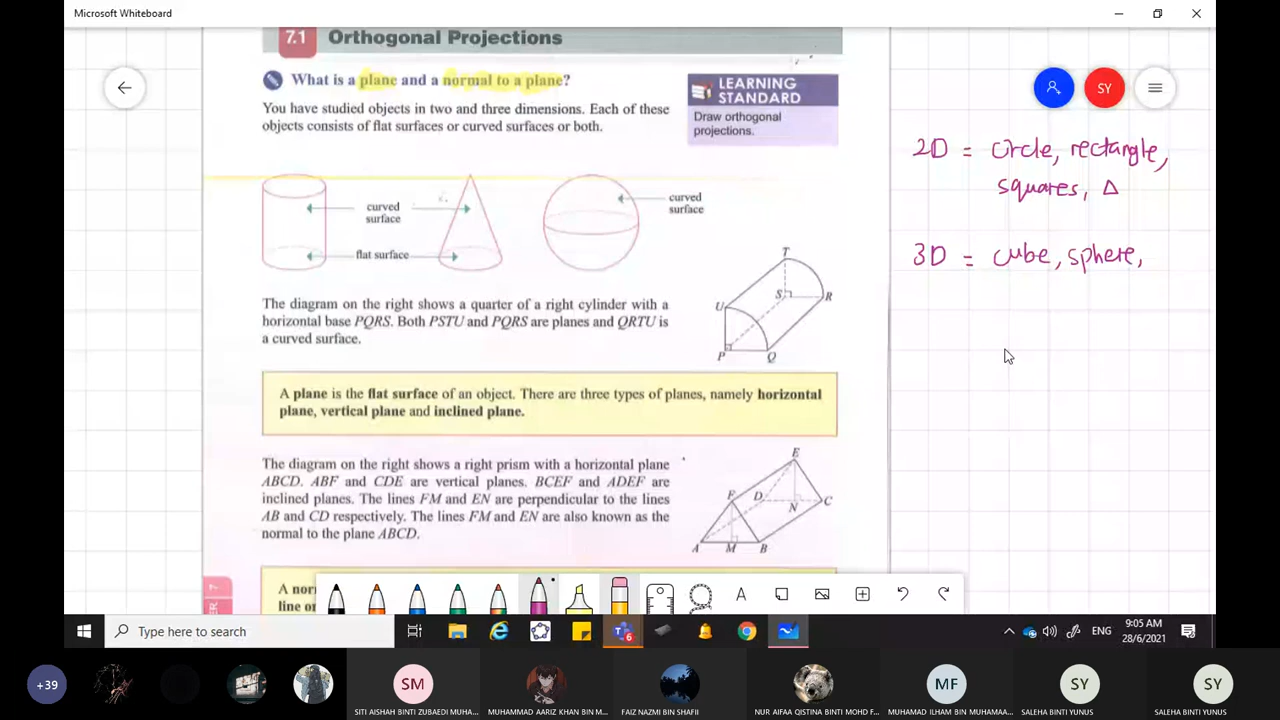 Microsoft Whiteboard
7.1 Orthogonal Projections
What is a plane and a normal to a plane?
You have studied objects in two and three dimensions. Each of these
objects consists of flat surfaces or curved surfaces or both.
LEARNING
STANDARD
Draw orthogonal
projections.
SY
2D = circle, rectangle,
squares, Δ
3D = cube, sphere,
curved
surface
flat surface
curved
surface
The diagram on the right shows a quarter of a right cylinder with a
horizontal base PQRS. Both PSTU and PQRS are planes and QRTU is
a curved surface.
T
S
R
U
P
Q
A plane is the flat surface of an object. There are three types of planes, namely horizontal
plane, vertical plane and inclined plane.
The diagram on the right shows a right prism with a horizontal plane
ABCD. ABF and CDE are vertical planes. BCEF and ADEF are
inclined planes. The lines FM and EN are perpendicular to the lines
AB and CD respectively. The lines FM and EN are also known as the
normal to the plane ABCD.
E
F
D
N
C
A
M
B
7
A nor
line or
A
Type here to search
6
ENG
9:05 AM
28/6/2021
+39
SM
MF
SY
SY
SITI AISHAH BINTI ZUBAEDI MUHA...
MUHAMMAD AARIZ KHAN BIN M...
FAIZ NAZMI BIN SHAFII
NUR AIFAA QISTINA BINTI MOHD F...
MUHAMAD ILHAM BIN MUHAMAA...
SALEHA BINTI YUNUS
SALEHA BINTI YUNUS